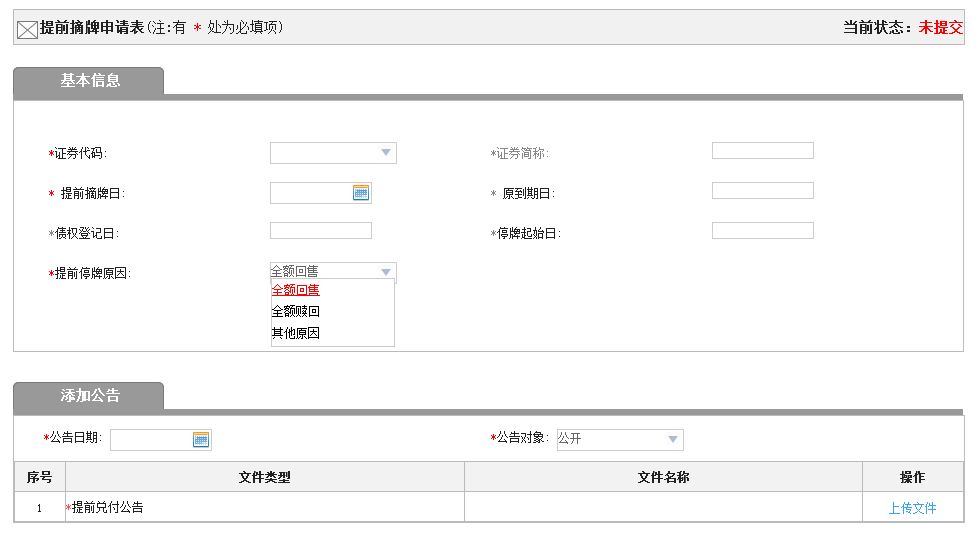 提前摘牌申请表(注:有 * 处为必填项) 当前状态：未提交
基本信息
*证券代码: *证券简称:
* 提前摘牌日: * 原到期日:
*债权登记日: *停牌起始日:
*提前停牌原因: 全额回售
全额回售
全额赎回
其他原因
添加公告
*公告日期: *公告对象: 公开
序号 文件类型 文件名称 操作
1 *提前兑付公告 上传文件